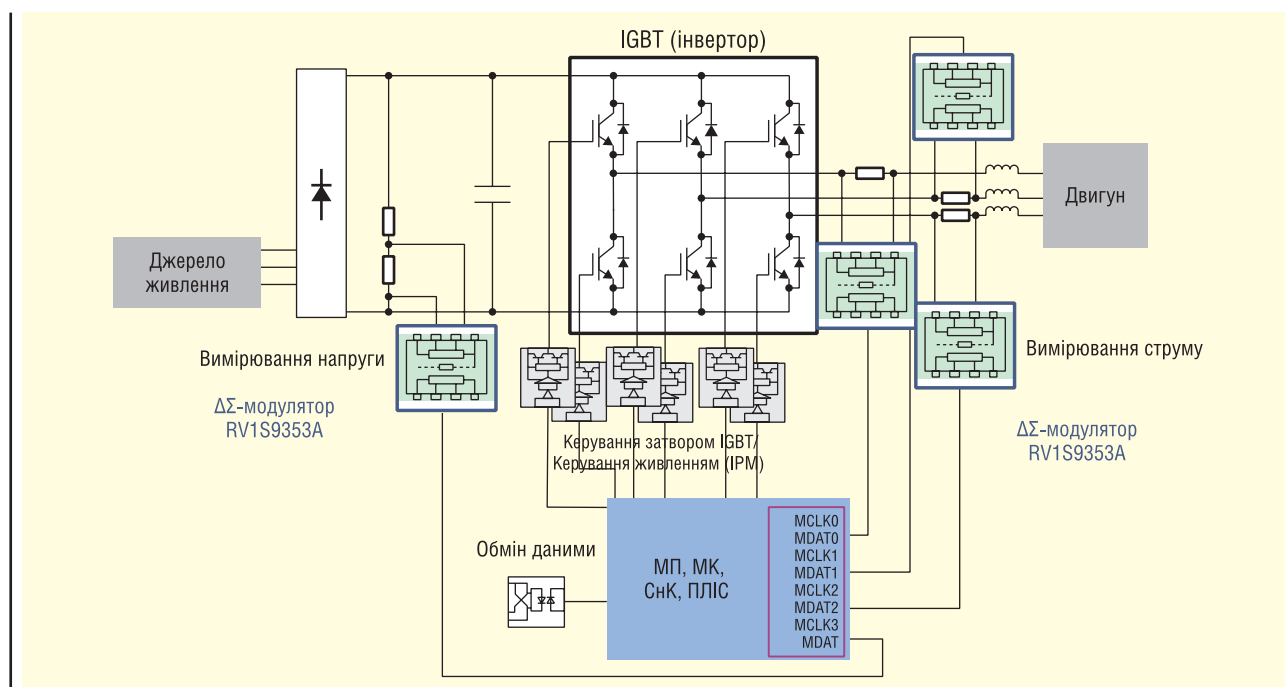 IGBT (інвертор)
Двигун
Джерело
живлення
Вимірювання напруги
ΔΣ-модулятор
RV1S9353A
Вимірювання струму
ΔΣ-модулятор
RV1S9353A
Керування затвором IGBT/
Керування живленням (IPM)
Обмін даними
МП, МК,
СнК, ПЛІС
MCLK0
MDAT0
MCLK1
MDAT1
MCLK2
MDAT2
MCLK3
MDAT